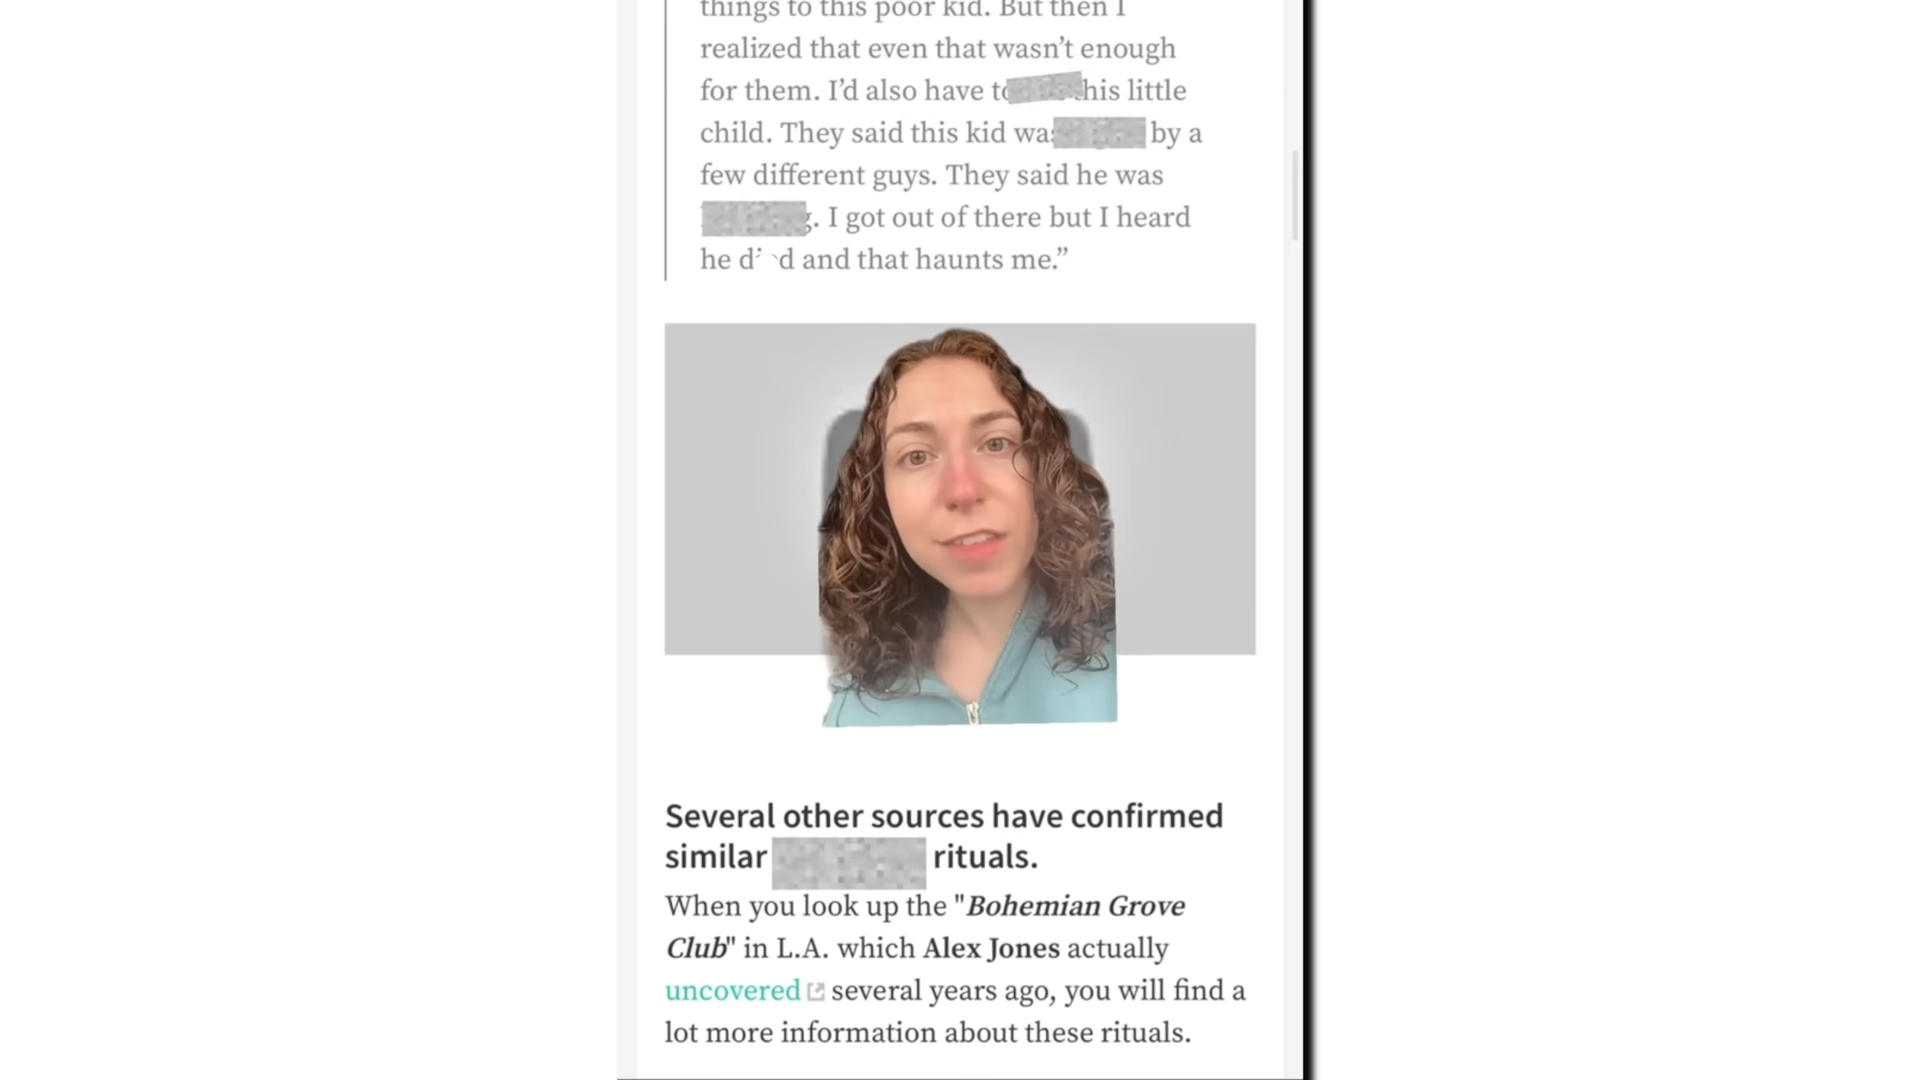 things to this poor kid. But then I
realized that even that wasn't enough
for them. I'd also have to this little
child. They said this kid was by a
few different guys. They said he was
. I got out of there but I heard
he and that haunts me.”
Several other sources have confirmed
similar rituals.
When you look up the "Bohemian Grove
Club" in L.A. which Alex Jones actually
uncovered several years ago, you will find a
lot more information about these rituals.